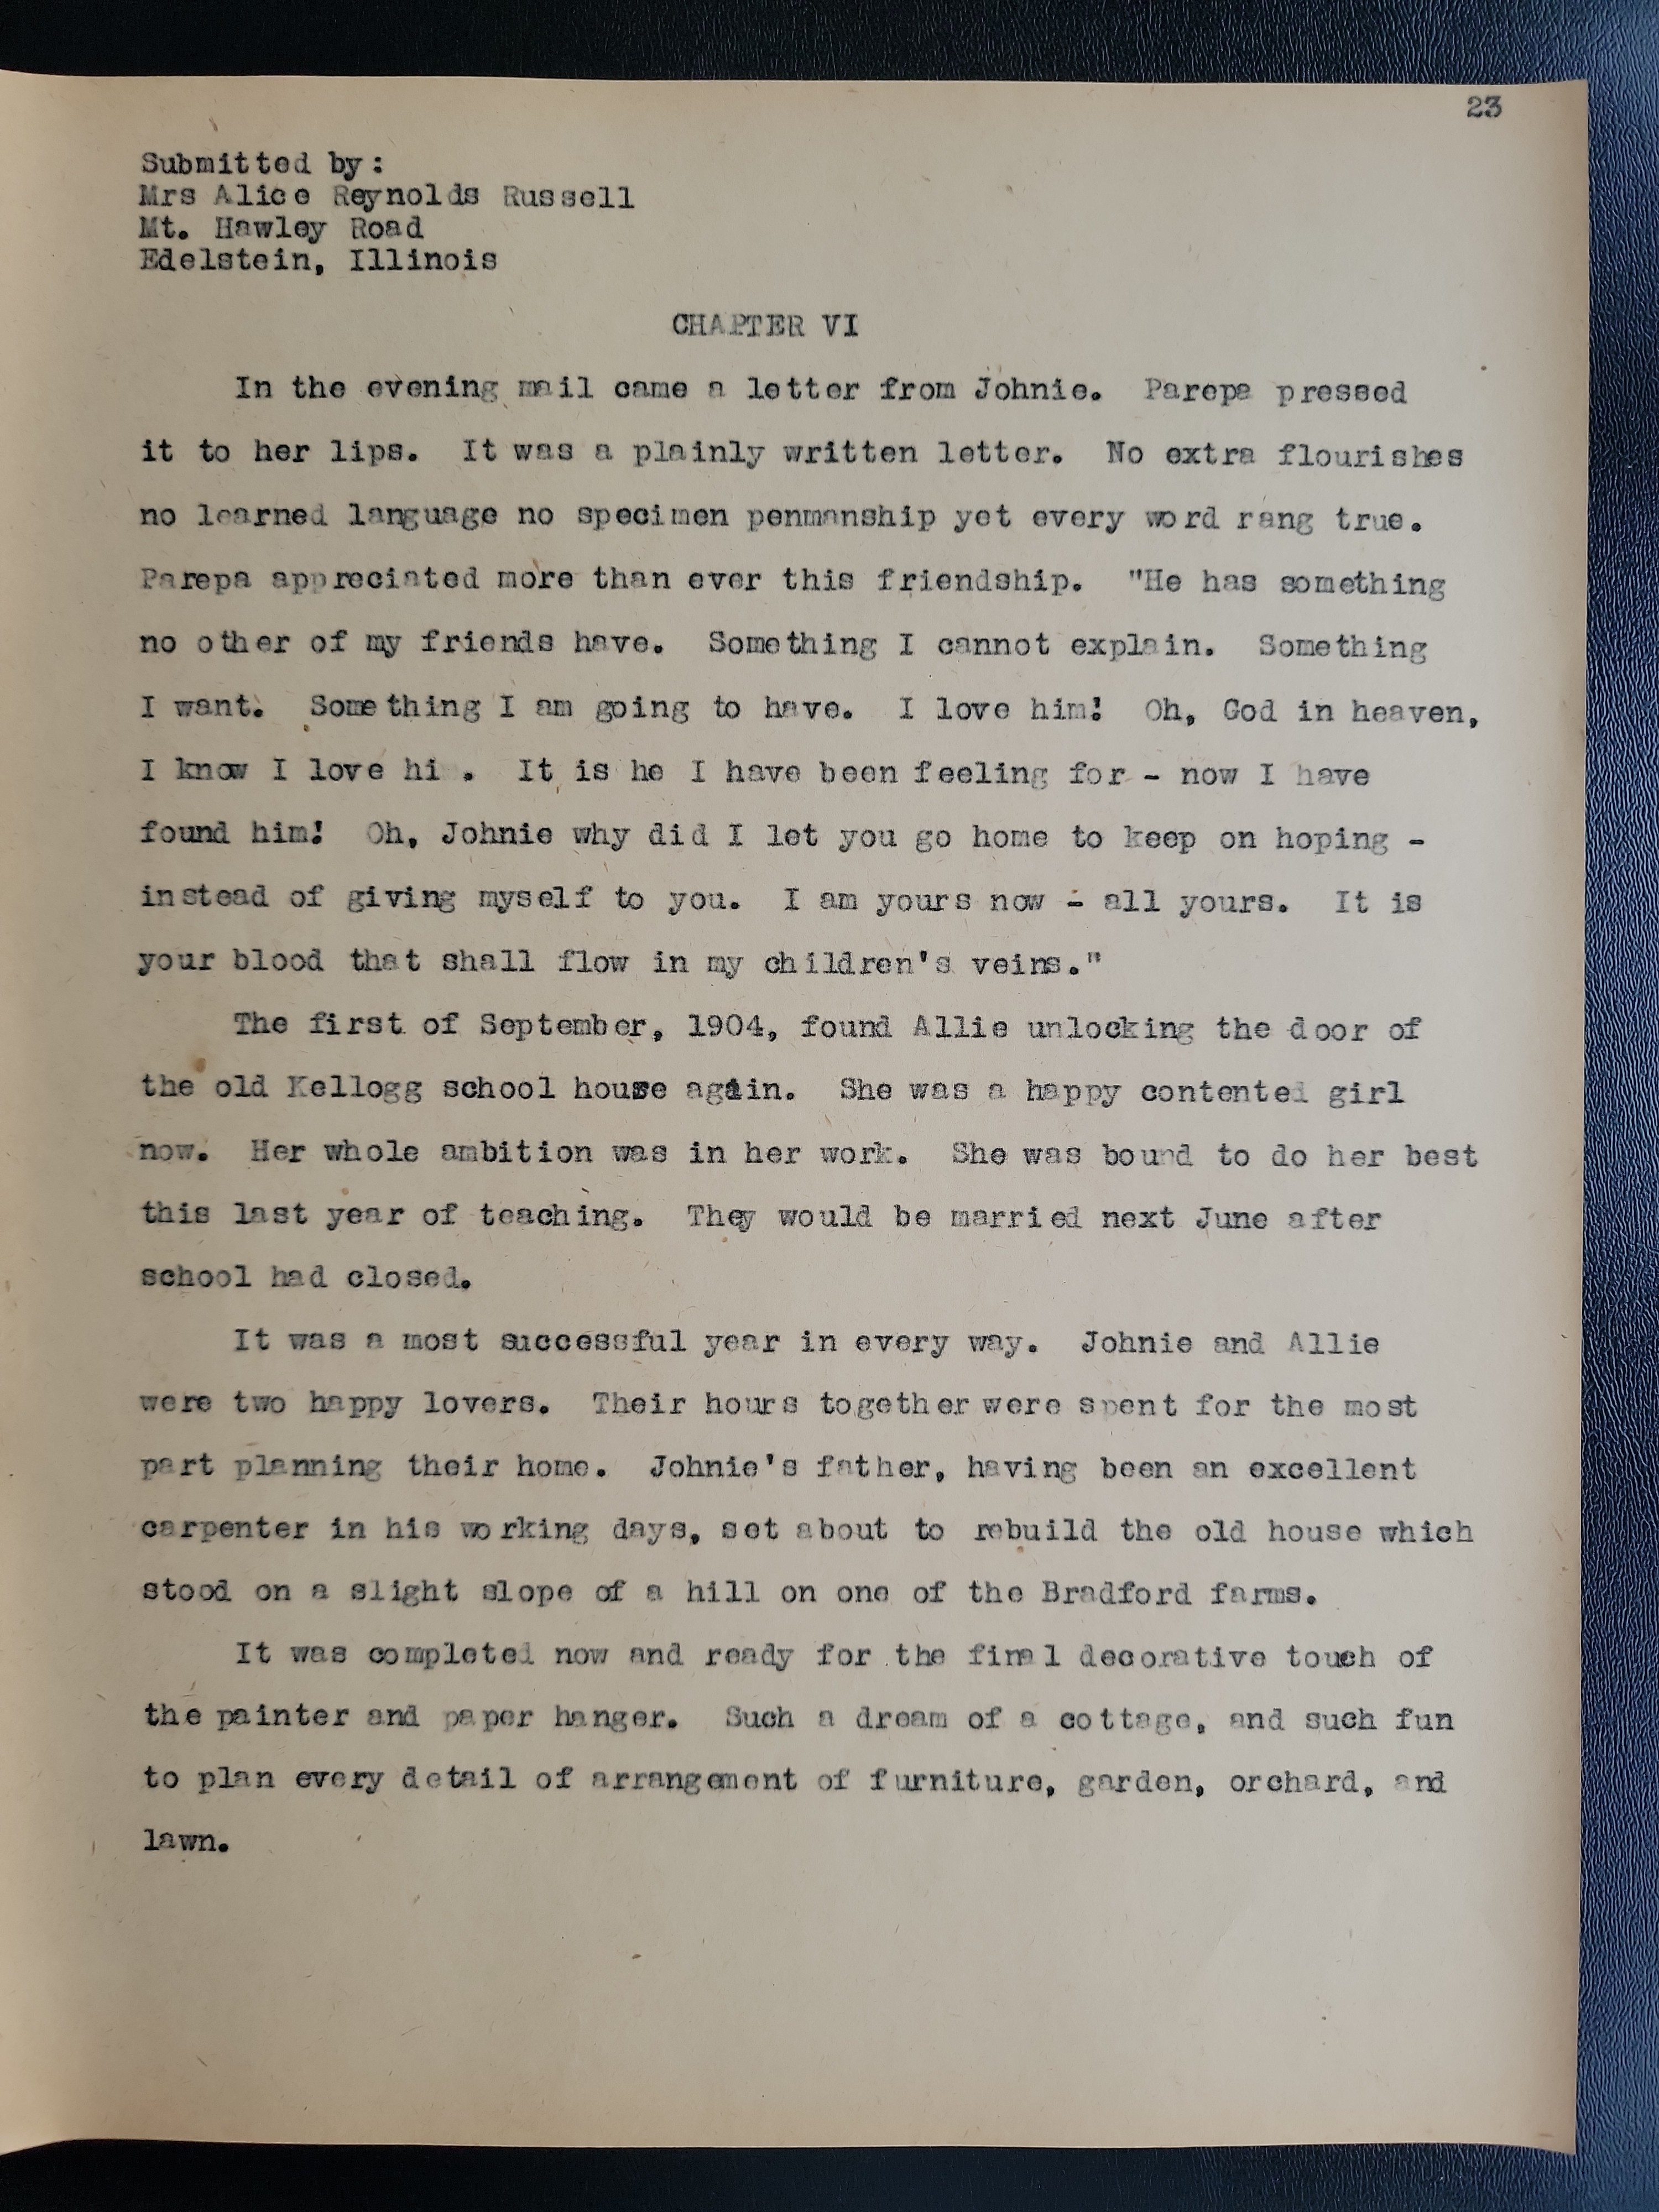 23
Submitted by:
Mrs Alice Reynolds Russell
Mt. Hawley Road
Edelstein, Illinois
CHAPTER VI
In the evening mail came a letter from Johnie. Parepa pressed
it to her lips. It was a plainly written letter. No extra flourishes
no learned language no specimen penmanship yet every word rang true.
Parepa appreciated more than ever this friendship. "He has something
no other of my friends have. Something I cannot explain. Something
I want. Something I am going to have. I love him! Oh, God in heaven,
I know I love hi . It is he I have been feeling for - now I have
found him! Oh, Johnie why did I let you go home to keep on hoping -
instead of giving myself to you. I am yours now - all yours. It is
your blood that shall flow in my children's veins."
The first of September, 1904, found Allie unlocking the door of
the old Kellogg school house again. She was a happy contented girl
now. Her whole ambition was in her work. She was bound to do her best
this last year of teaching. They would be married next June after
school had closed.
It was a most successful year in every way. Johnie and Allie
were two happy lovers. Their hours together were spent for the most
part planning their home. Johnie's father, having been an excellent
carpenter in his working days, set about to rebuild the old house which
stood on a slight slope of a hill on one of the Bradford farms.
It was completed now and ready for the final decorative touch of
the painter and paper hanger. Such a dream of a cottage, and such fun
to plan every detail of arrangement of furniture, garden, orchard, and
lawn.